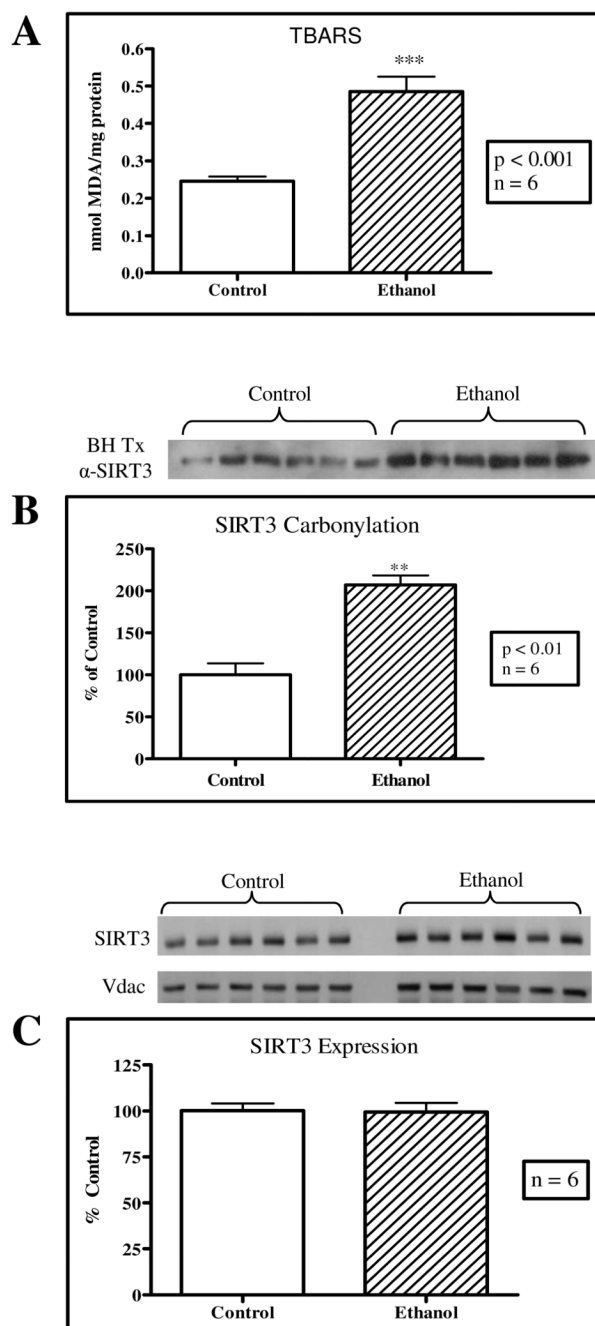 A
TBARS
nmol MDA/mg protein
0.6
0.5
0.4
0.3
0.2
0.1
0.0
***
Control
Ethanol
p < 0.001
n = 6
Control
Ethanol
BH Tx
α-SIRT3
B
SIRT3 Carbonylation
% of Control
250
200
150
100
50
0
**
Control
Ethanol
p < 0.01
n = 6
Control
Ethanol
SIRT3
Vdac
C
SIRT3 Expression
% Control
125
100
75
50
25
0
Control
Ethanol
n = 6